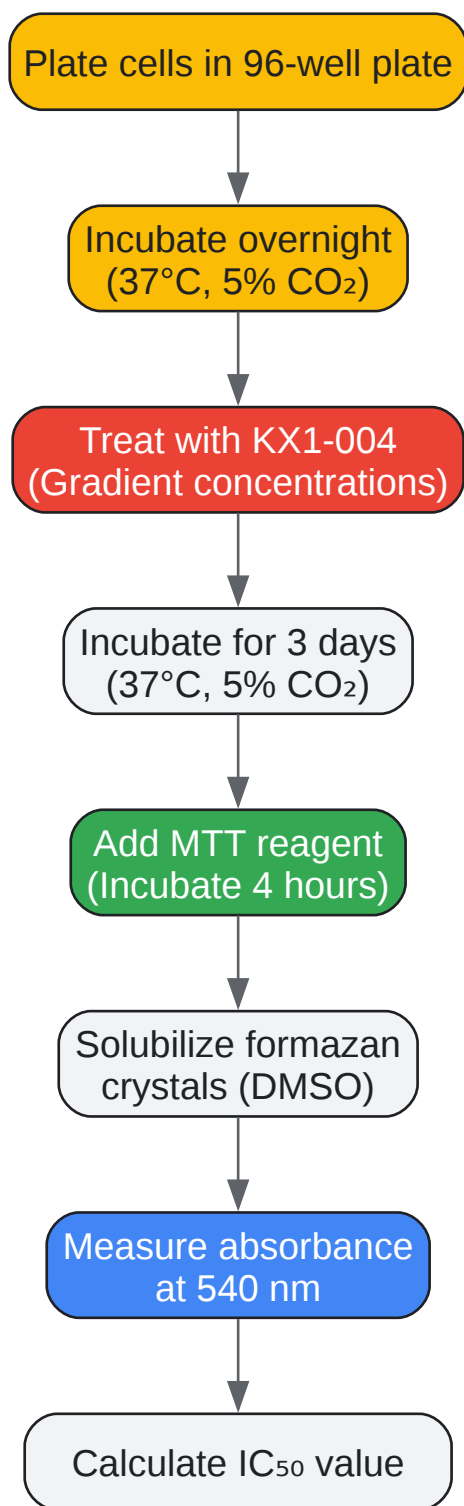 Plate cells in 96-well plate
Incubate overnight
(37°C, 5% CO₂)
Treat with KX1-004
(Gradient concentrations)
Incubate for 3 days
(37°C, 5% CO₂)
Add MTT reagent
(Incubate 4 hours)
Solubilize formazan
crystals (DMSO)
Measure absorbance
at 540 nm
Calculate IC₅₀ value